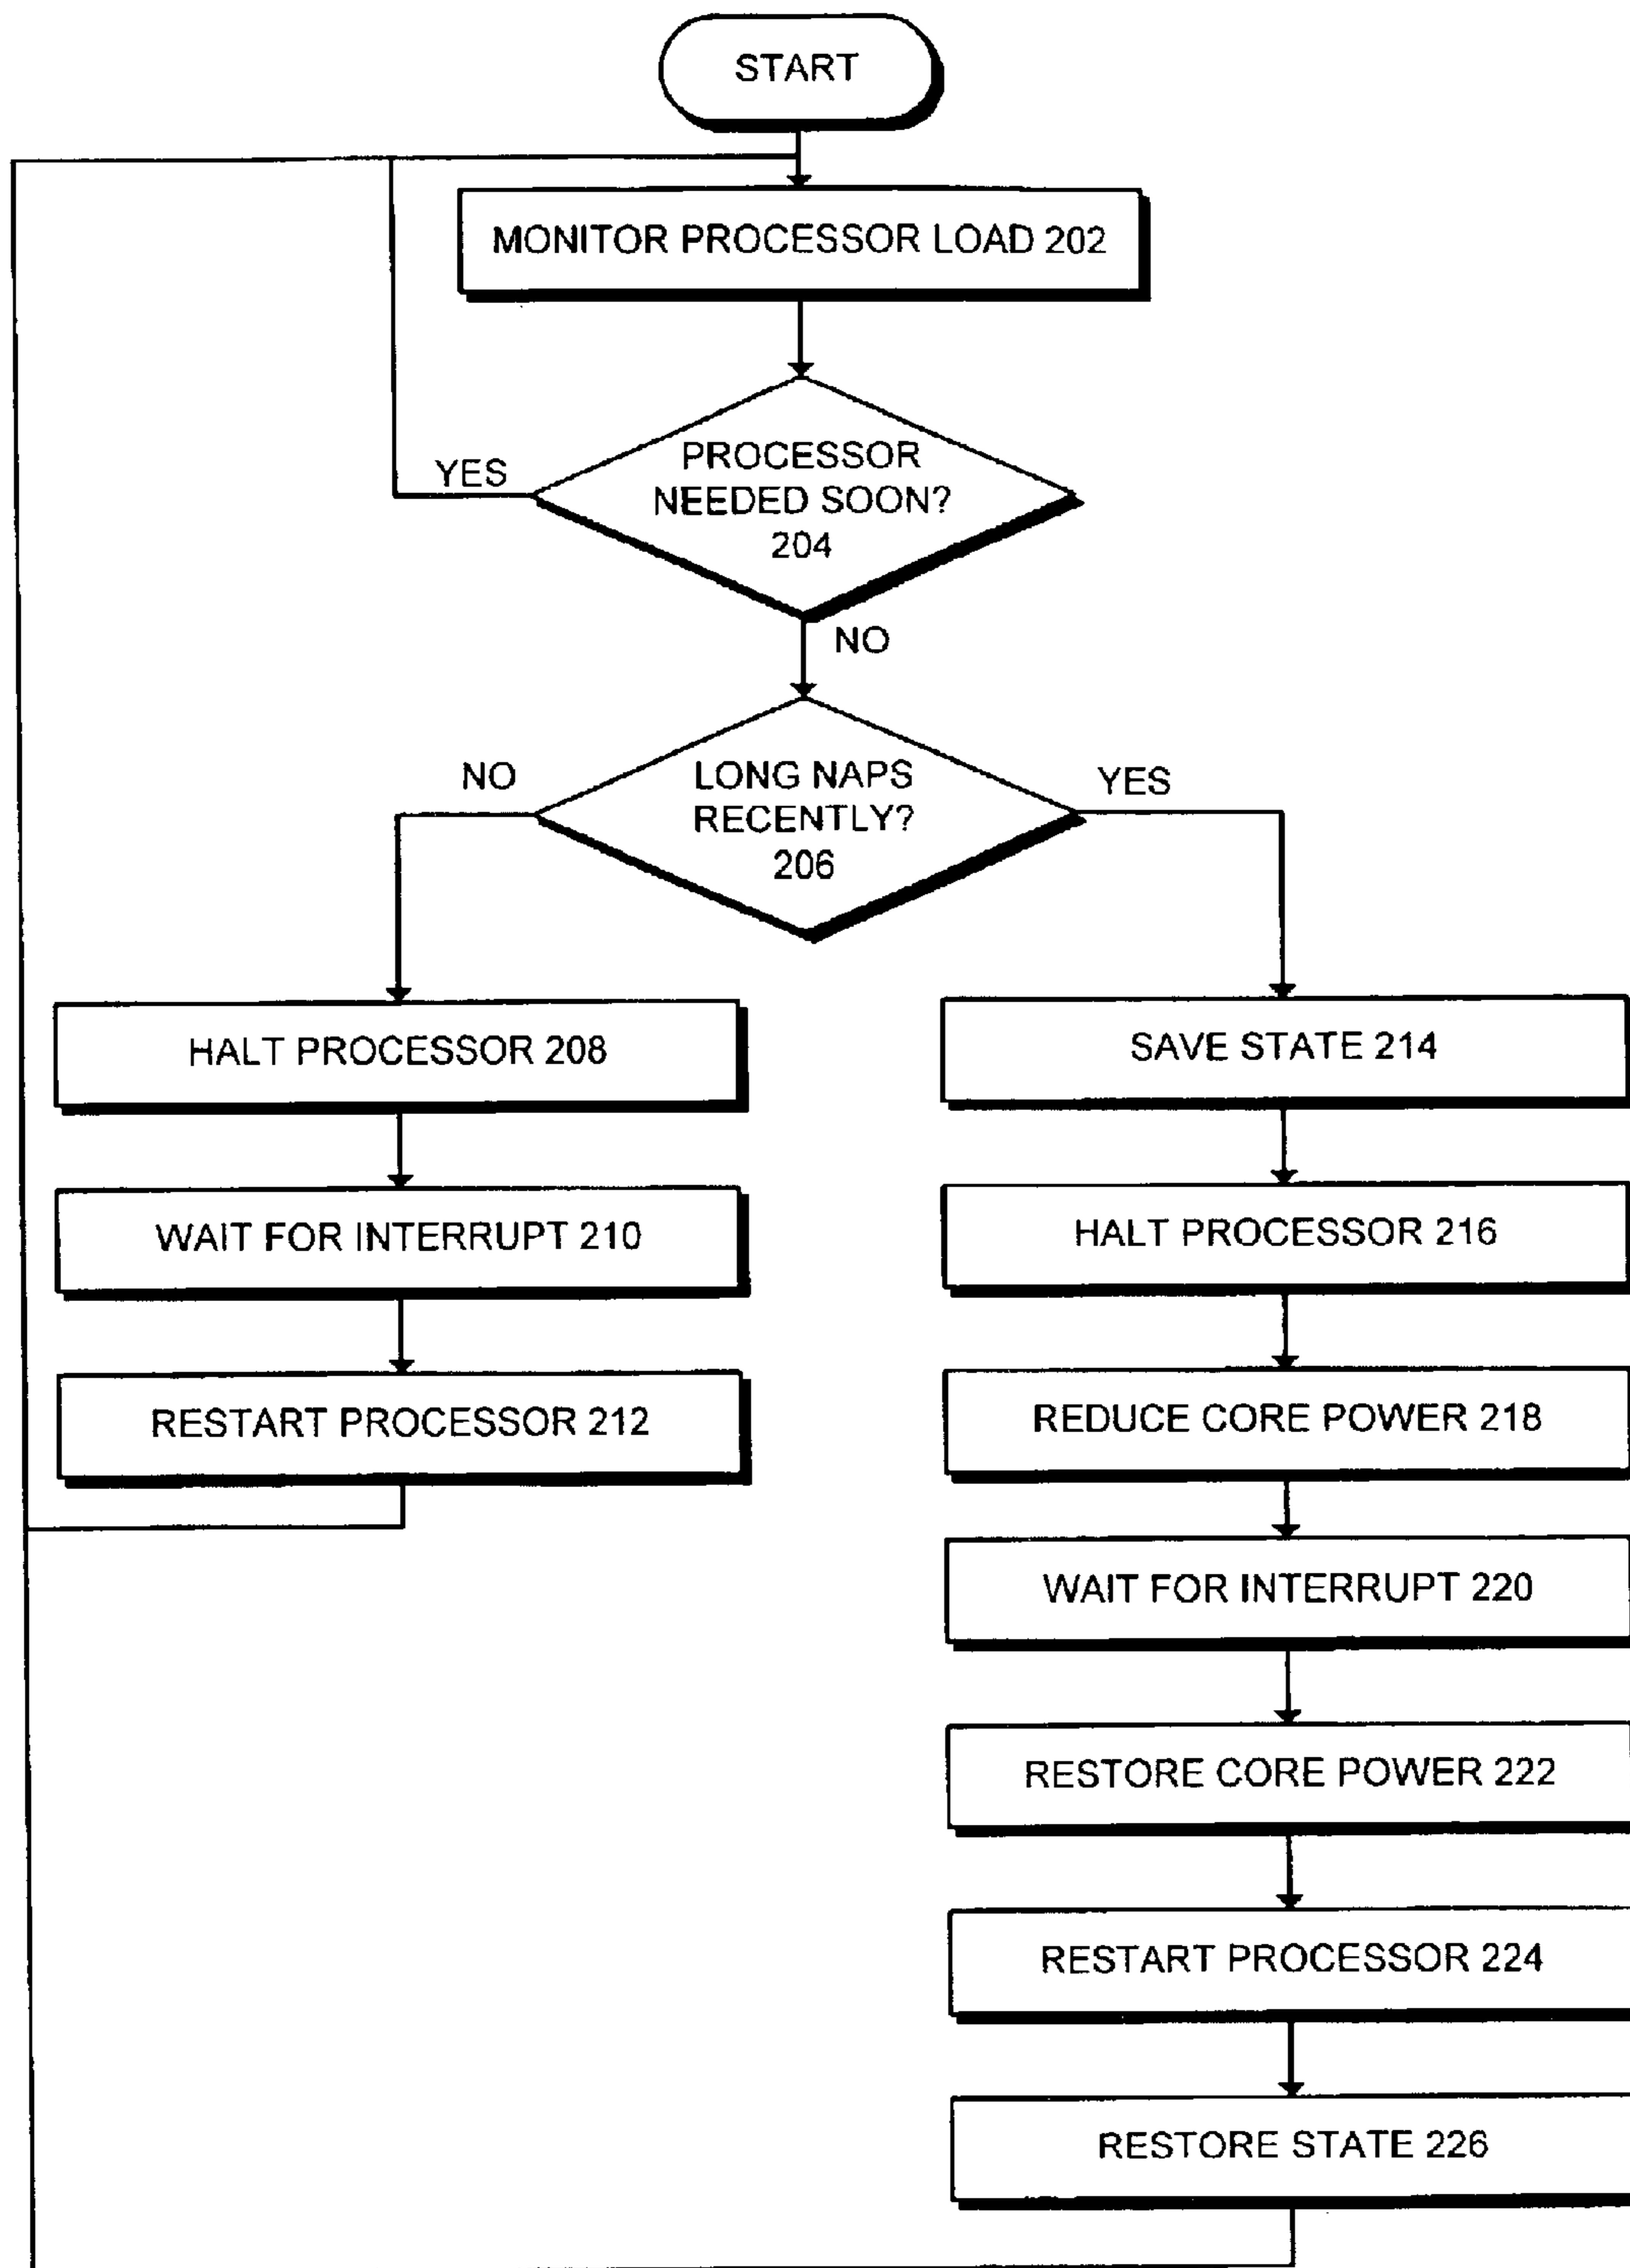 START
MONITOR PROCESSOR LOAD 202
PROCESSOR
NEEDED SOON?
204
YES
NO
LONG NAPS
RECENTLY?
206
NO
YES
HALT PROCESSOR 208
WAIT FOR INTERRUPT 210
RESTART PROCESSOR 212
SAVE STATE 214
HALT PROCESSOR 216
REDUCE CORE POWER 218
WAIT FOR INTERRUPT 220
RESTORE CORE POWER 222
RESTART PROCESSOR 224
RESTORE STATE 226